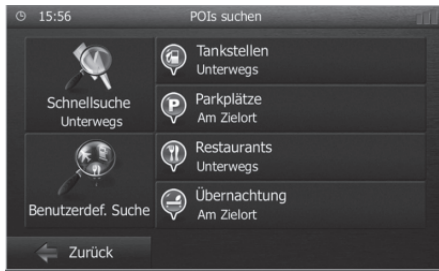 15:56
POIs suchen
Schnellsuche
Unterwegs
Benutzerdef. Suche
Tankstellen
Unterwegs
P
Parkplätze
Am Zielort
Restaurants
Unterwegs
Übernachtung
Am Zielort
Zurück